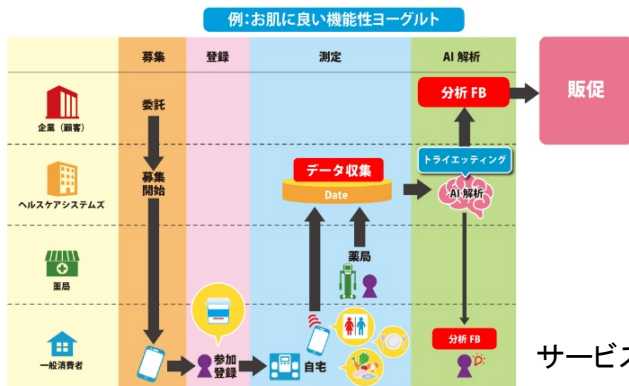 例:お肌に良い機能性ヨーグルト
募集
登録
測定
AI 解析
企業（顧客）
委託
分析 FB
販促
ヘルスケアシステムズ
募集
開始
データ収集
Date
トライエッティング
AI 解析
薬局
薬局
一般消費者
参加
登録
自宅
分析 FB
サービス